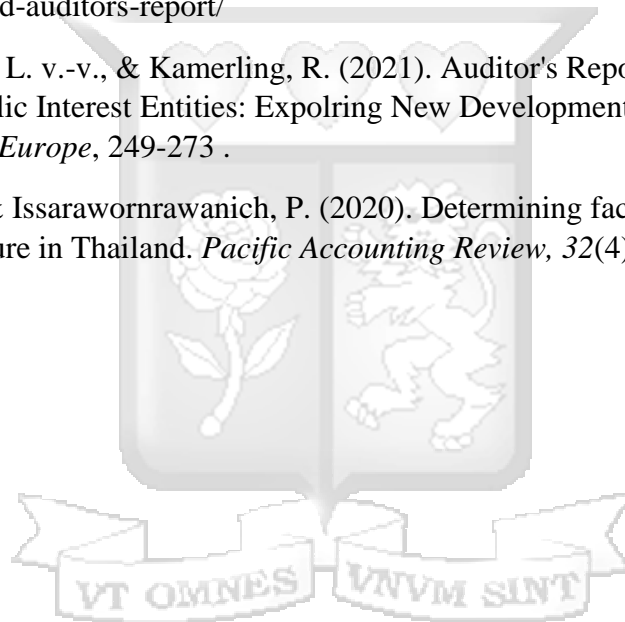 d-auditors-report/
L. v.-v., & Kamerling, R. (2021). Auditor's Repo
lic Interest Entities: Expolring New Development
Europe, 249-273 .
& Issarawornrawanich, P. (2020). Determining fac
ure in Thailand. Pacific Accounting Review, 32(4)
VT OMNES VNVM SINT